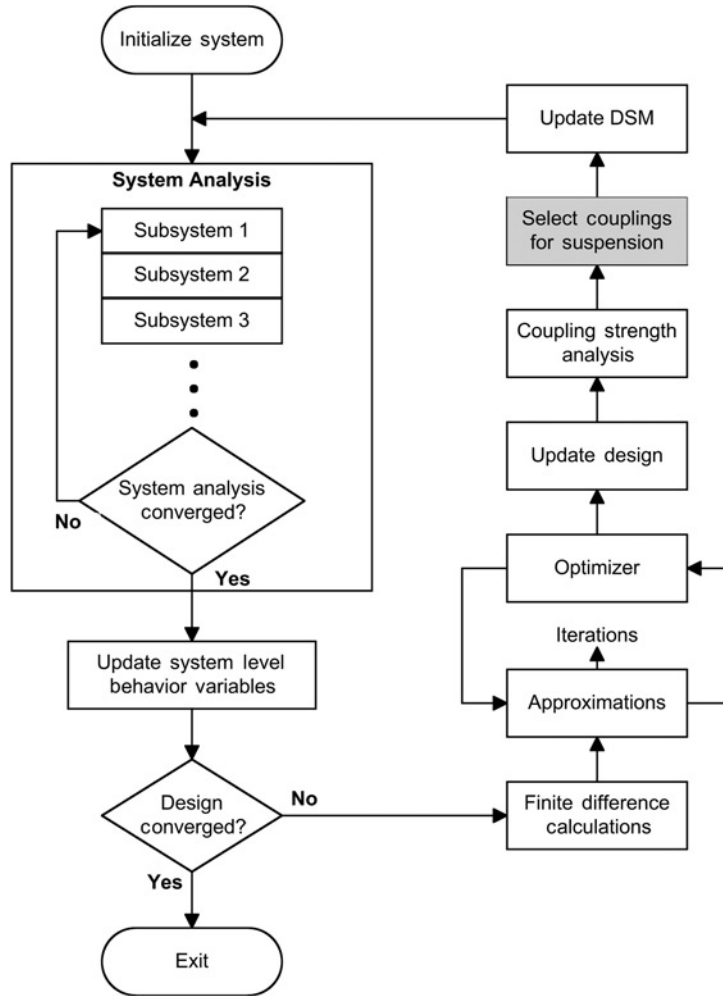 Initialize system
System Analysis
Subsystem 1
Subsystem 2
Subsystem 3
System analysis
converged?
No
Yes
Update system level
behavior variables
Design
converged?
No
Yes
Exit
Update DSM
Select couplings
for suspension
Coupling strength
analysis
Update design
Optimizer
Iterations
Approximations
Finite difference
calculations